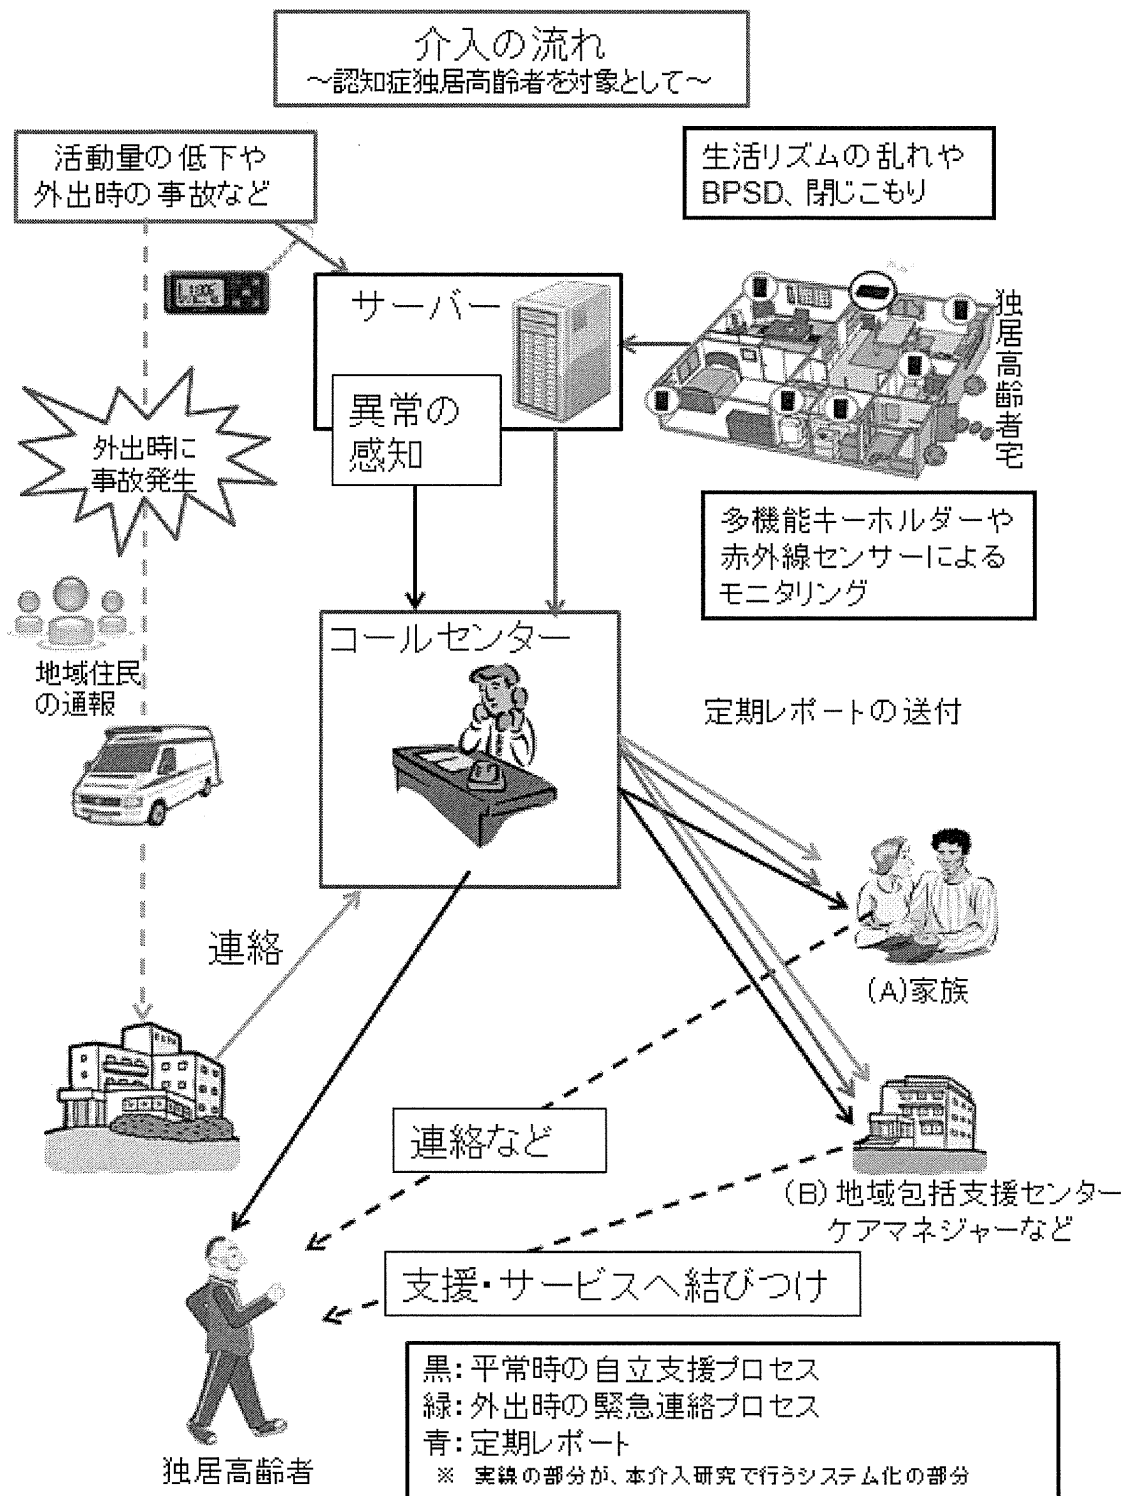 介入の流れ
～認知症独居高齢者を対象として～
活動量の低下や
外出時の事故など
生活リズムの乱れや
BPSD、閉じこもり
サーバー
異常の
感知
独居高齢者宅
外出時に
事故発生
多機能キーホルダーや
赤外線センサーによる
モニタリング
地域住民
の通報
コールセンター
定期レポートの送付
連絡
(A)家族
連絡など
(B)地域包括支援センター
ケアマネジャーなど
支援・サービスへ結びつけ
独居高齢者
黒:平常時の自立支援プロセス
緑:外出時の緊急連絡プロセス
青:定期レポート
※ 実線の部分が、本介入研究で行うシステム化の部分